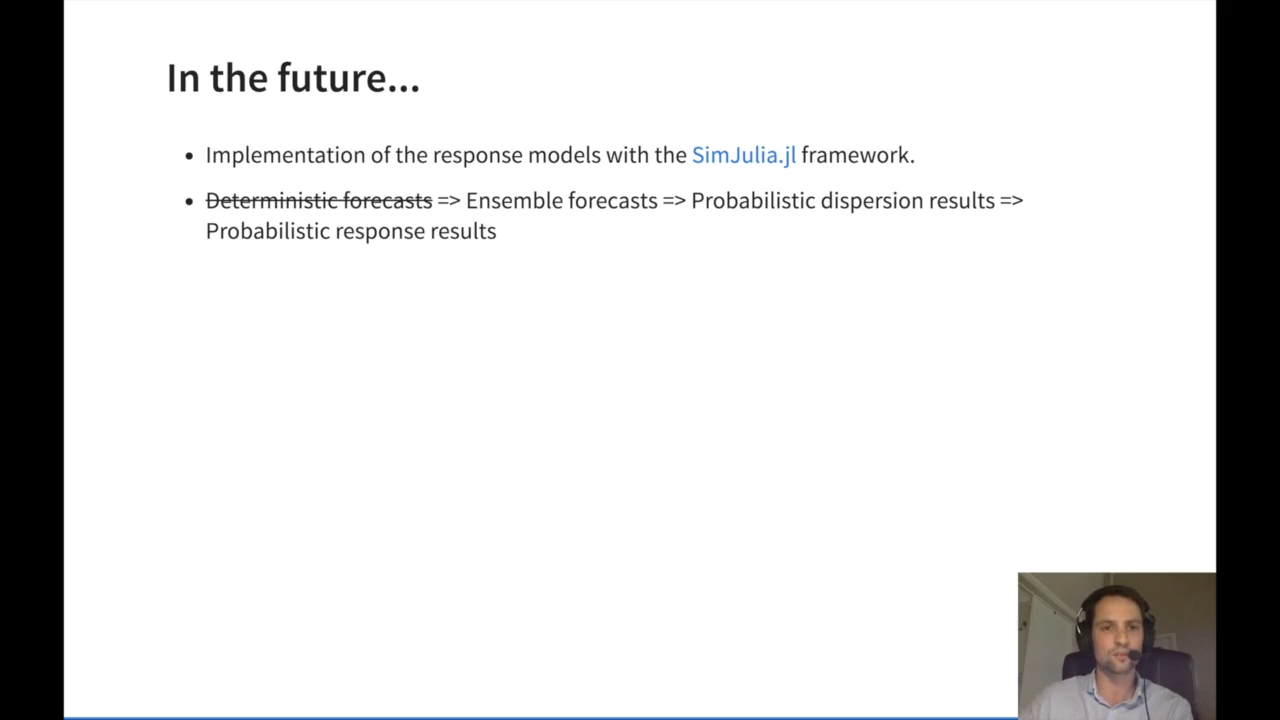 In the future...
• Implementation of the response models with the SimJulia.jl framework.
• Deterministic forecasts => Ensemble forecasts => Probabilistic dispersion results =>
Probabilistic response results